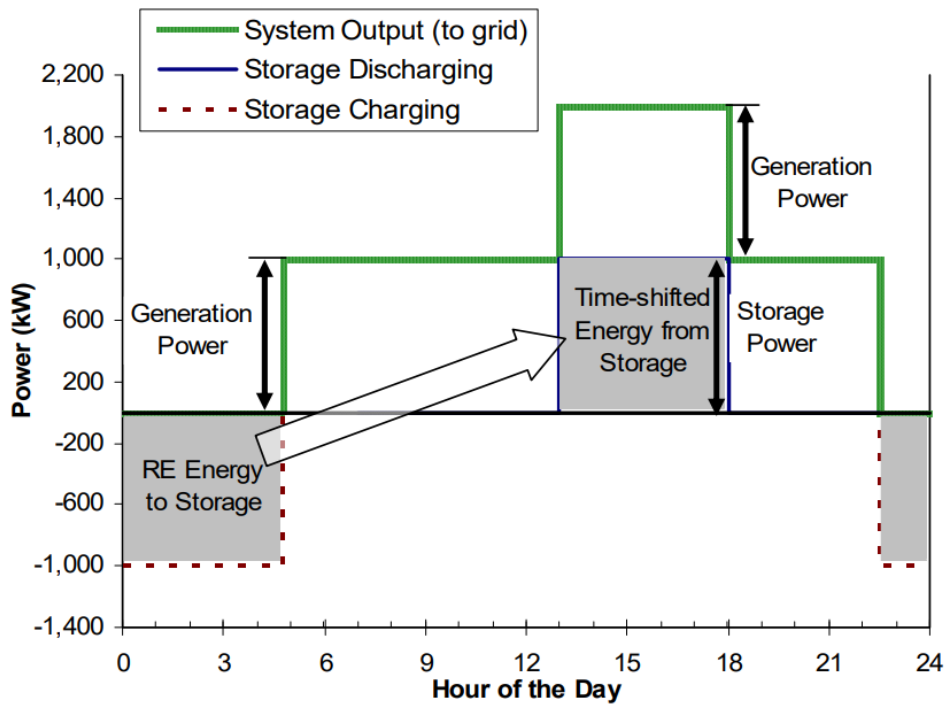 System Output (to grid)
Storage Discharging
Storage Charging
2,200
1,800
1,400
1,000
600
200
-200
-600
-1,000
-1,400
Power (kW)
Generation
Power
Generation
Power
Time-shifted
Energy from
Storage
Storage
Power
RE Energy
to Storage
0 3 6 9 12 15 18 21 24
Hour of the Day